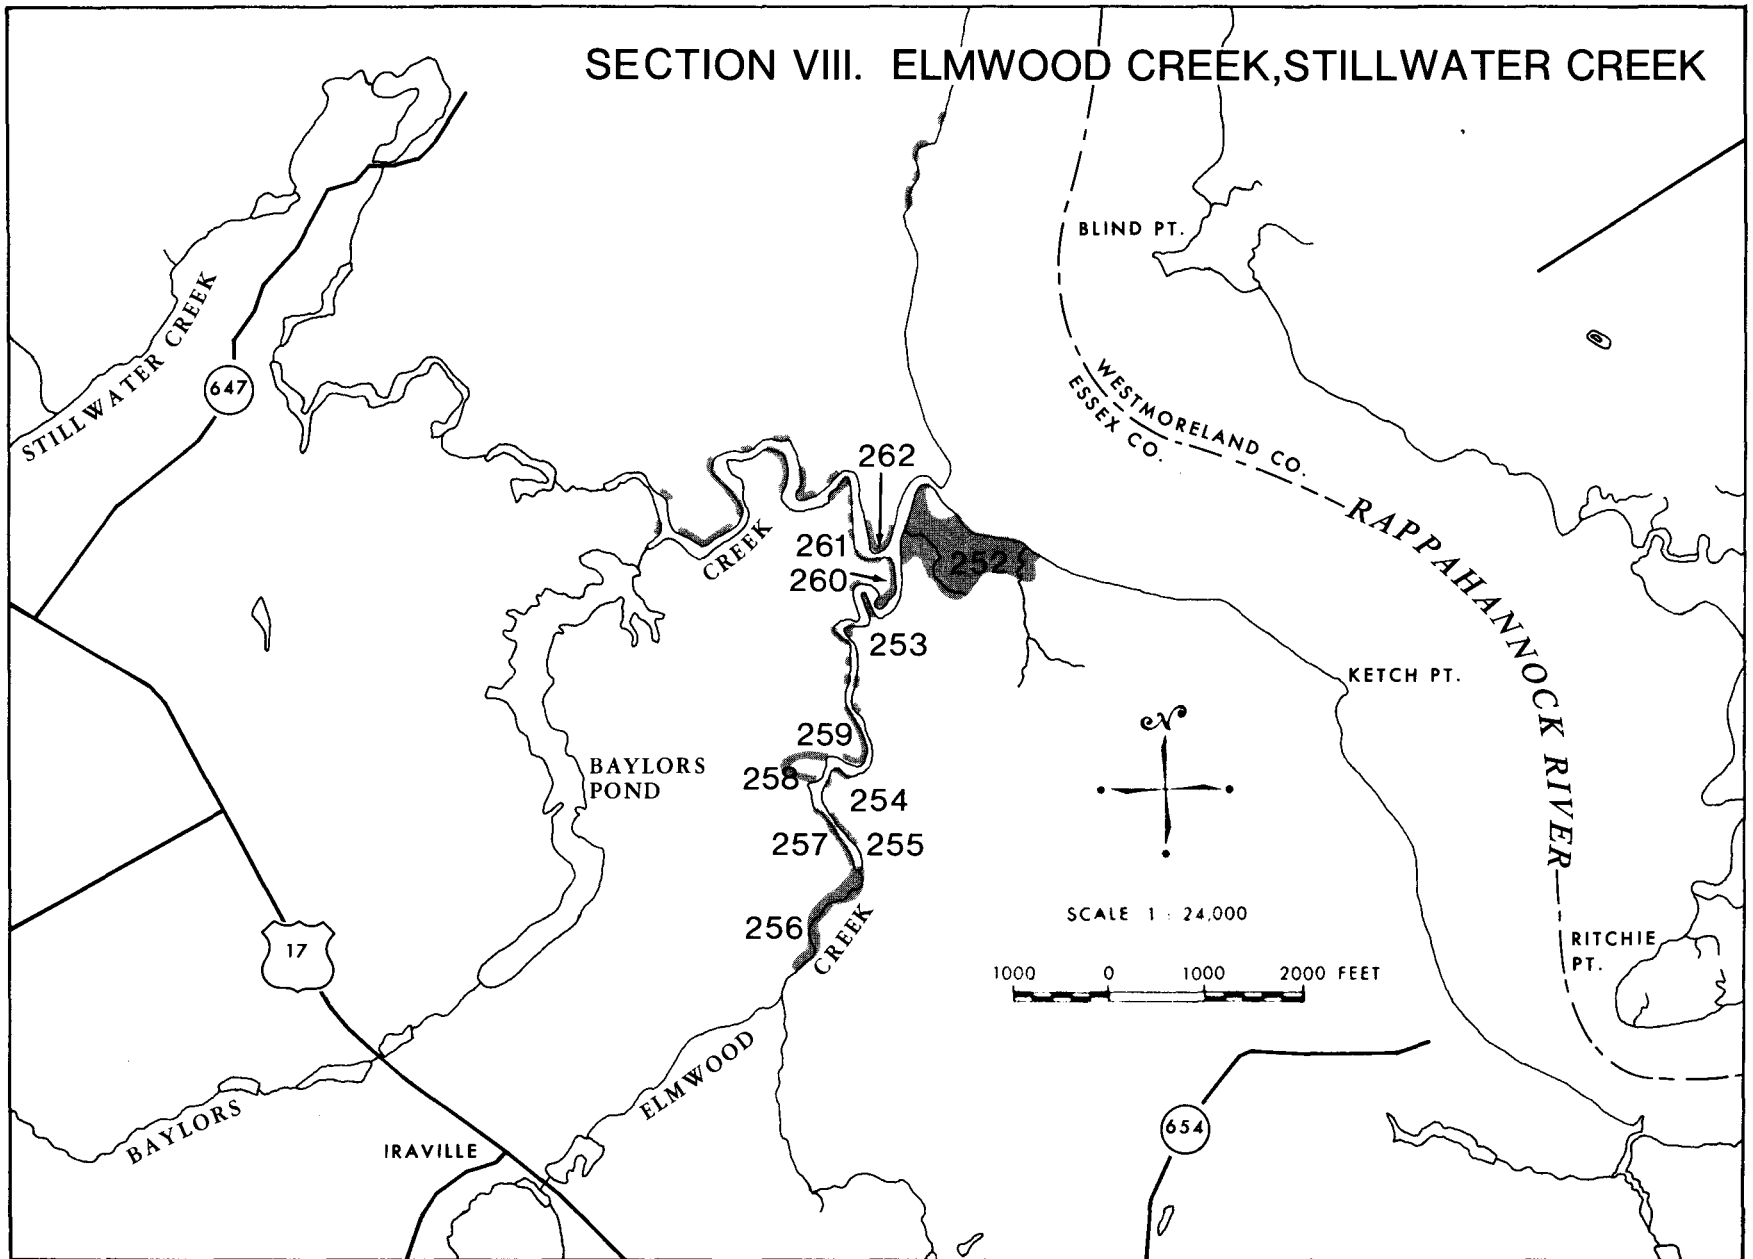 SECTION VIII. ELMWOOD CREEK,STILLWATER CREEK
BLIND PT.
STILLWATER CREEK
647
WESTMORELAND CO.
ESSEX CO.
262
RAPPAHANNOCK RIVER
CREEK
261
260
252
253
KETCH PT.
N
259
BAYLORS
POND
258
254
257
255
SCALE 1 : 24,000
256
CREEK
17
RITCHIE
PT.
1000 0 1000 2000 FEET
ELMWOOD
BAYLORS
654
IRAVILLE